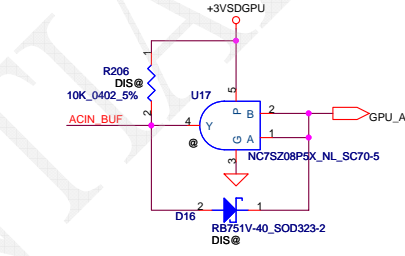 +3VSDGPU
1
R206
DIS@
10K_0402_5%
2
U17
5
P
B
2
ACIN_BUF
4
Y
GPU_A
G
A
1
@
3
NC7SZ08P5X_NL_SC70-5
2
1
D16
RB751V-40_SOD323-2
DIS@